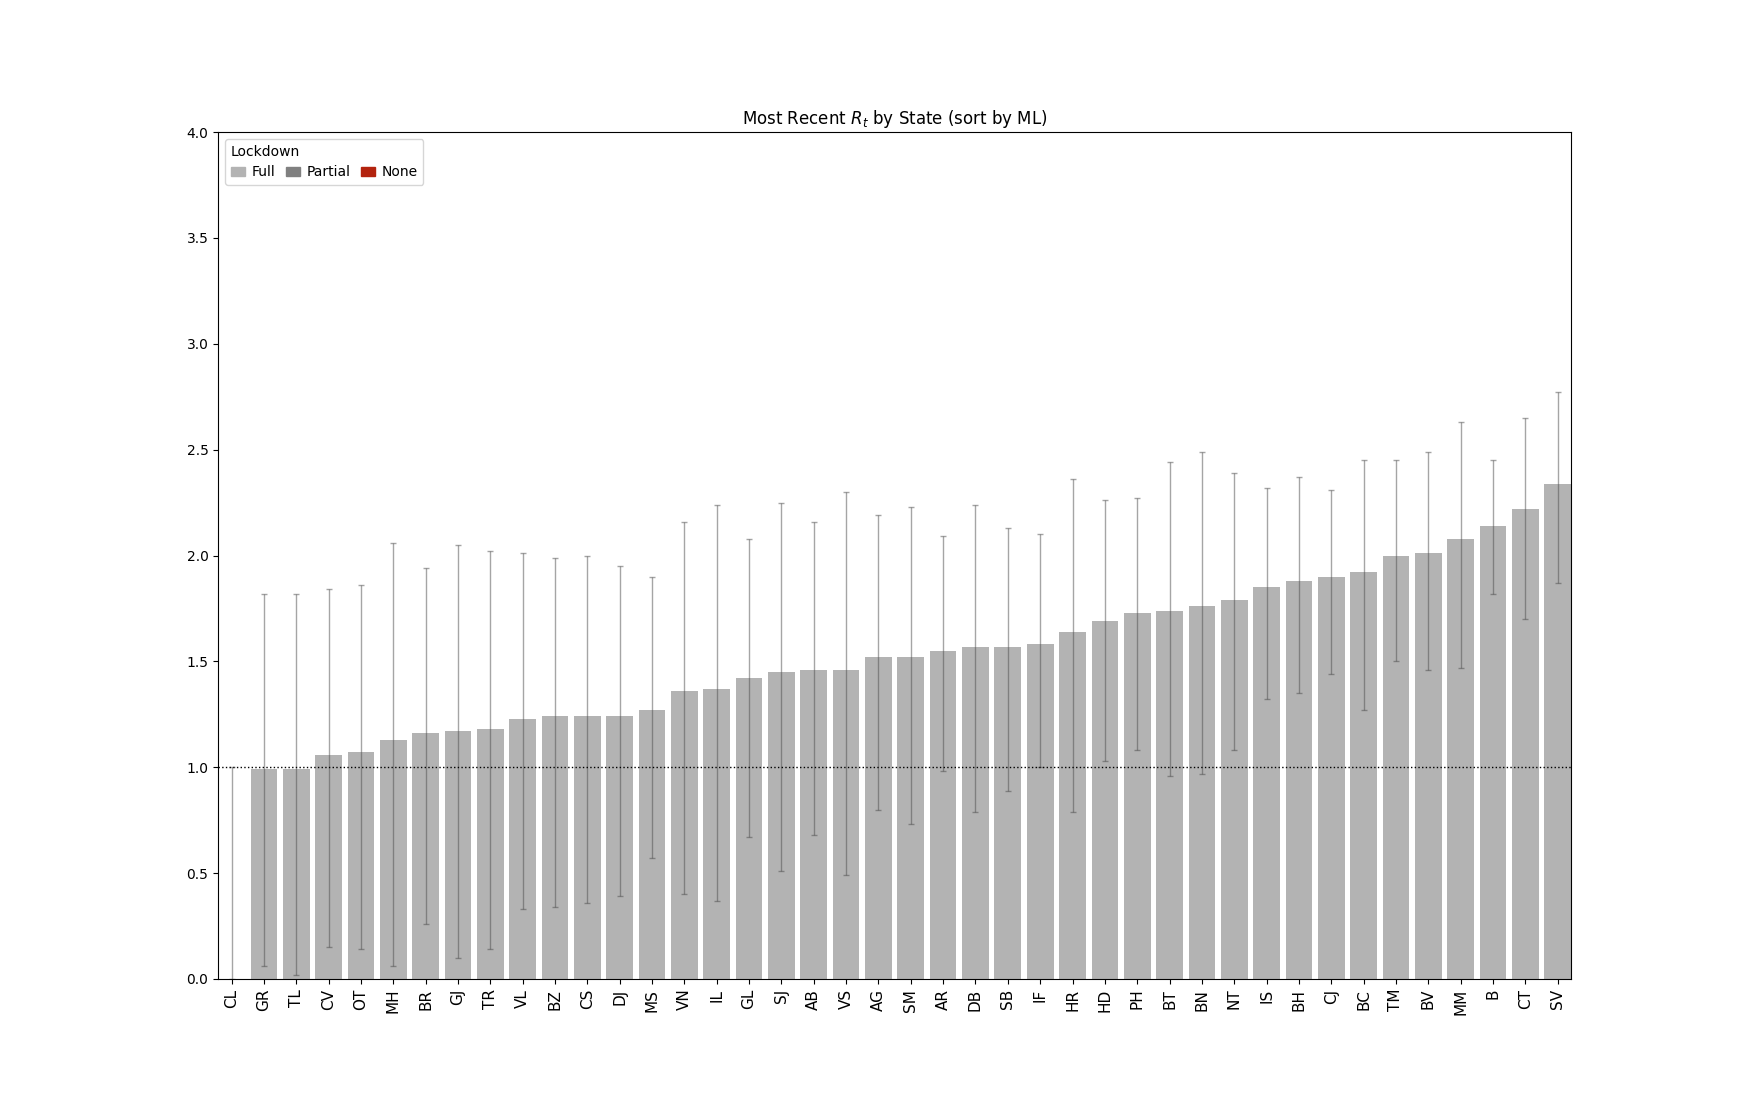 Most Recent Rt by State (sort by ML)
Lockdown
Full Partial None
4.0
3.5
3.0
2.5
2.0
1.5
1.0
0.5
0.0
CL GR TL CV OT MH BR GJ TR VL BZ CS DJ MS VN IL GL SJ AB VS AG SM AR DB SB IF HR HD PH BT BN NT IS BH CJ BC TM BV MM B CT SV